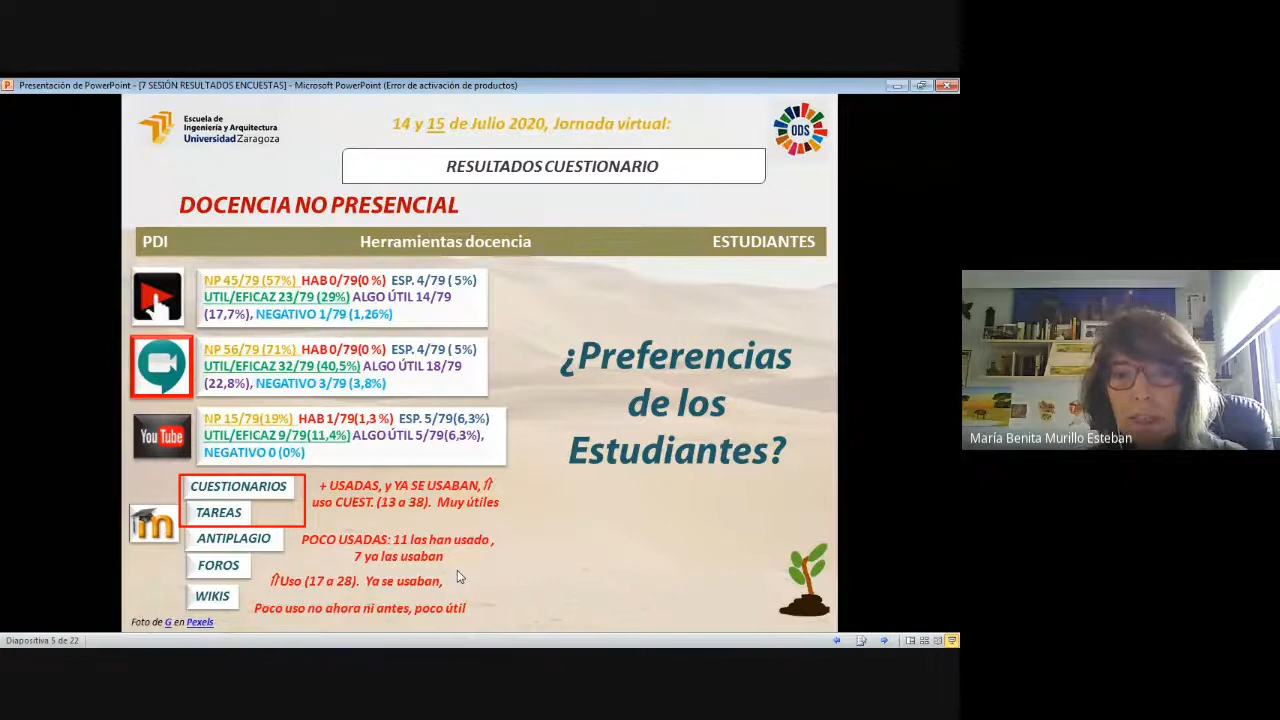 Presentación de PowerPoint - [7 SESIÓN RESULTADOS ENCUESTAS] - Microsoft PowerPoint (Error de activación de productos)
Escuela de
Ingeniería y Arquitectura
Universidad Zaragoza
14 y 15 de Julio 2020, Jornada virtual:
ODS
RESULTADOS CUESTIONARIO
DOCENCIA NO PRESENCIAL
PDI Herramientas docencia ESTUDIANTES
NP 45/79 (57%) HAB 0/79(0 %) ESP. 4/79 ( 5%)
UTIL/EFICAZ 23/79 (29%) ALGO ÚTIL 14/79
(17,7%), NEGATIVO 1/79 (1,26%)
NP 56/79 (71%) HAB 0/79(0 %) ESP. 4/79 ( 5%)
UTIL/EFICAZ 32/79 (40,5%) ALGO ÚTIL 18/79
(22,8%), NEGATIVO 3/79 (3,8%)
You Tube
NP 15/79(19%) HAB 1/79(1,3 %) ESP. 5/79(6,3%)
UTIL/EFICAZ 9/79(11,4%) ALGO ÚTIL 5/79(6,3%),
NEGATIVO 0 (0%)
¿Preferencias
de los
Estudiantes?
m
CUESTIONARIOS
TAREAS
ANTIPLAGIO
FOROS
WIKIS
+ USADAS, y YA SE USABAN, ⇈
uso CUEST. (13 a 38). Muy útiles
POCO USADAS: 11 las han usado ,
7 ya las usaban
⇈Uso (17 a 28). Ya se usaban,
Poco uso no ahora ni antes, poco útil
Foto de G en Pexels
Diapositiva 5 de 22
María Benita Murillo Esteban